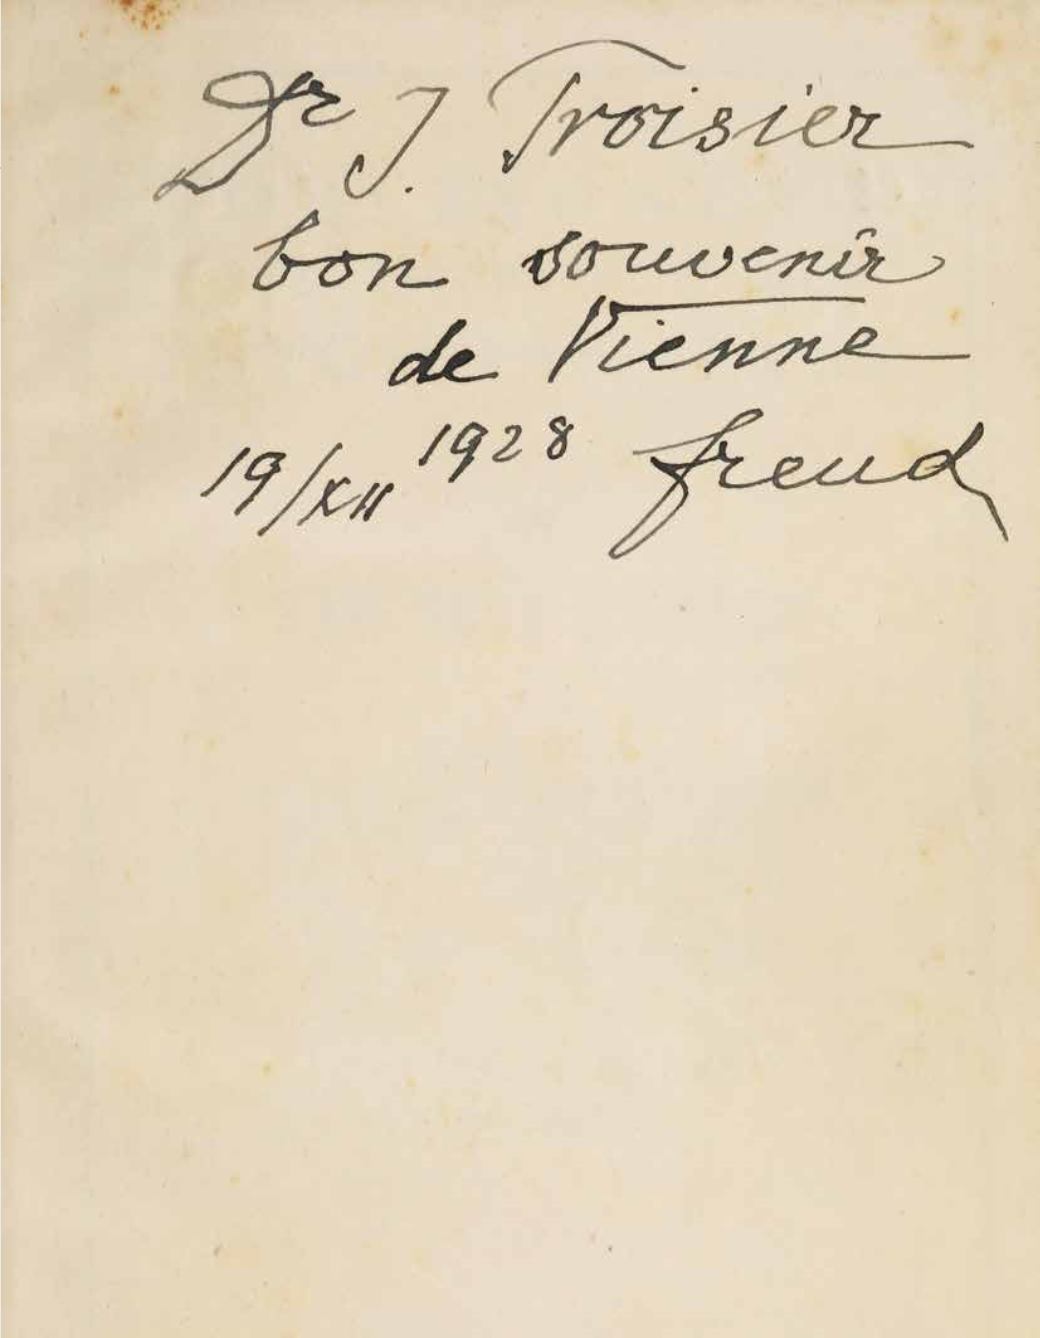 Dr J. Troisier
bon souvenir
de Vienne
19/XII 1928 freud